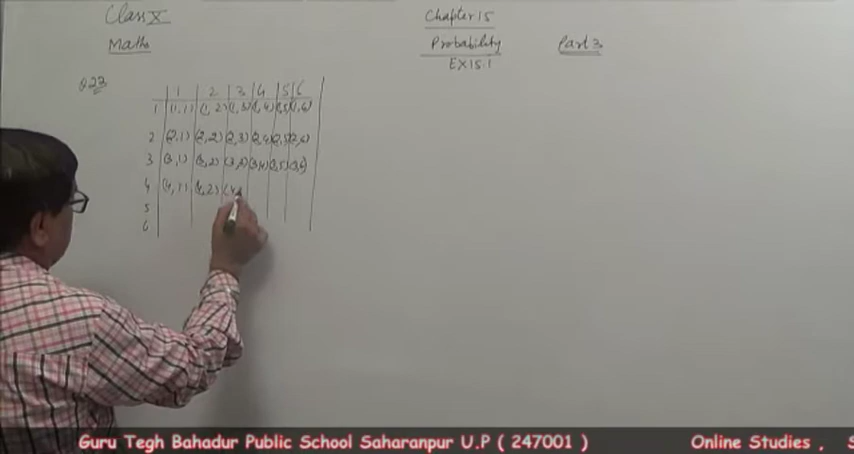 Class X
Maths
Chapter 15
Probability
EX 15.1
Part 3
Q 22
1 2 3 4 5 6
1 (1,1) (1,2) (1,3) (1,4) (1,5) (1,6)
2 (2,1) (2,2) (2,3) (2,4) (2,5) (2,6)
3 (3,1) (3,2) (3,3) (3,4) (3,5) (3,6)
4 (4,1) (4,2) (4
5
6
Guru Tegh Bahadur Public School Saharanpur U.P ( 247001 ) Online Studies , S